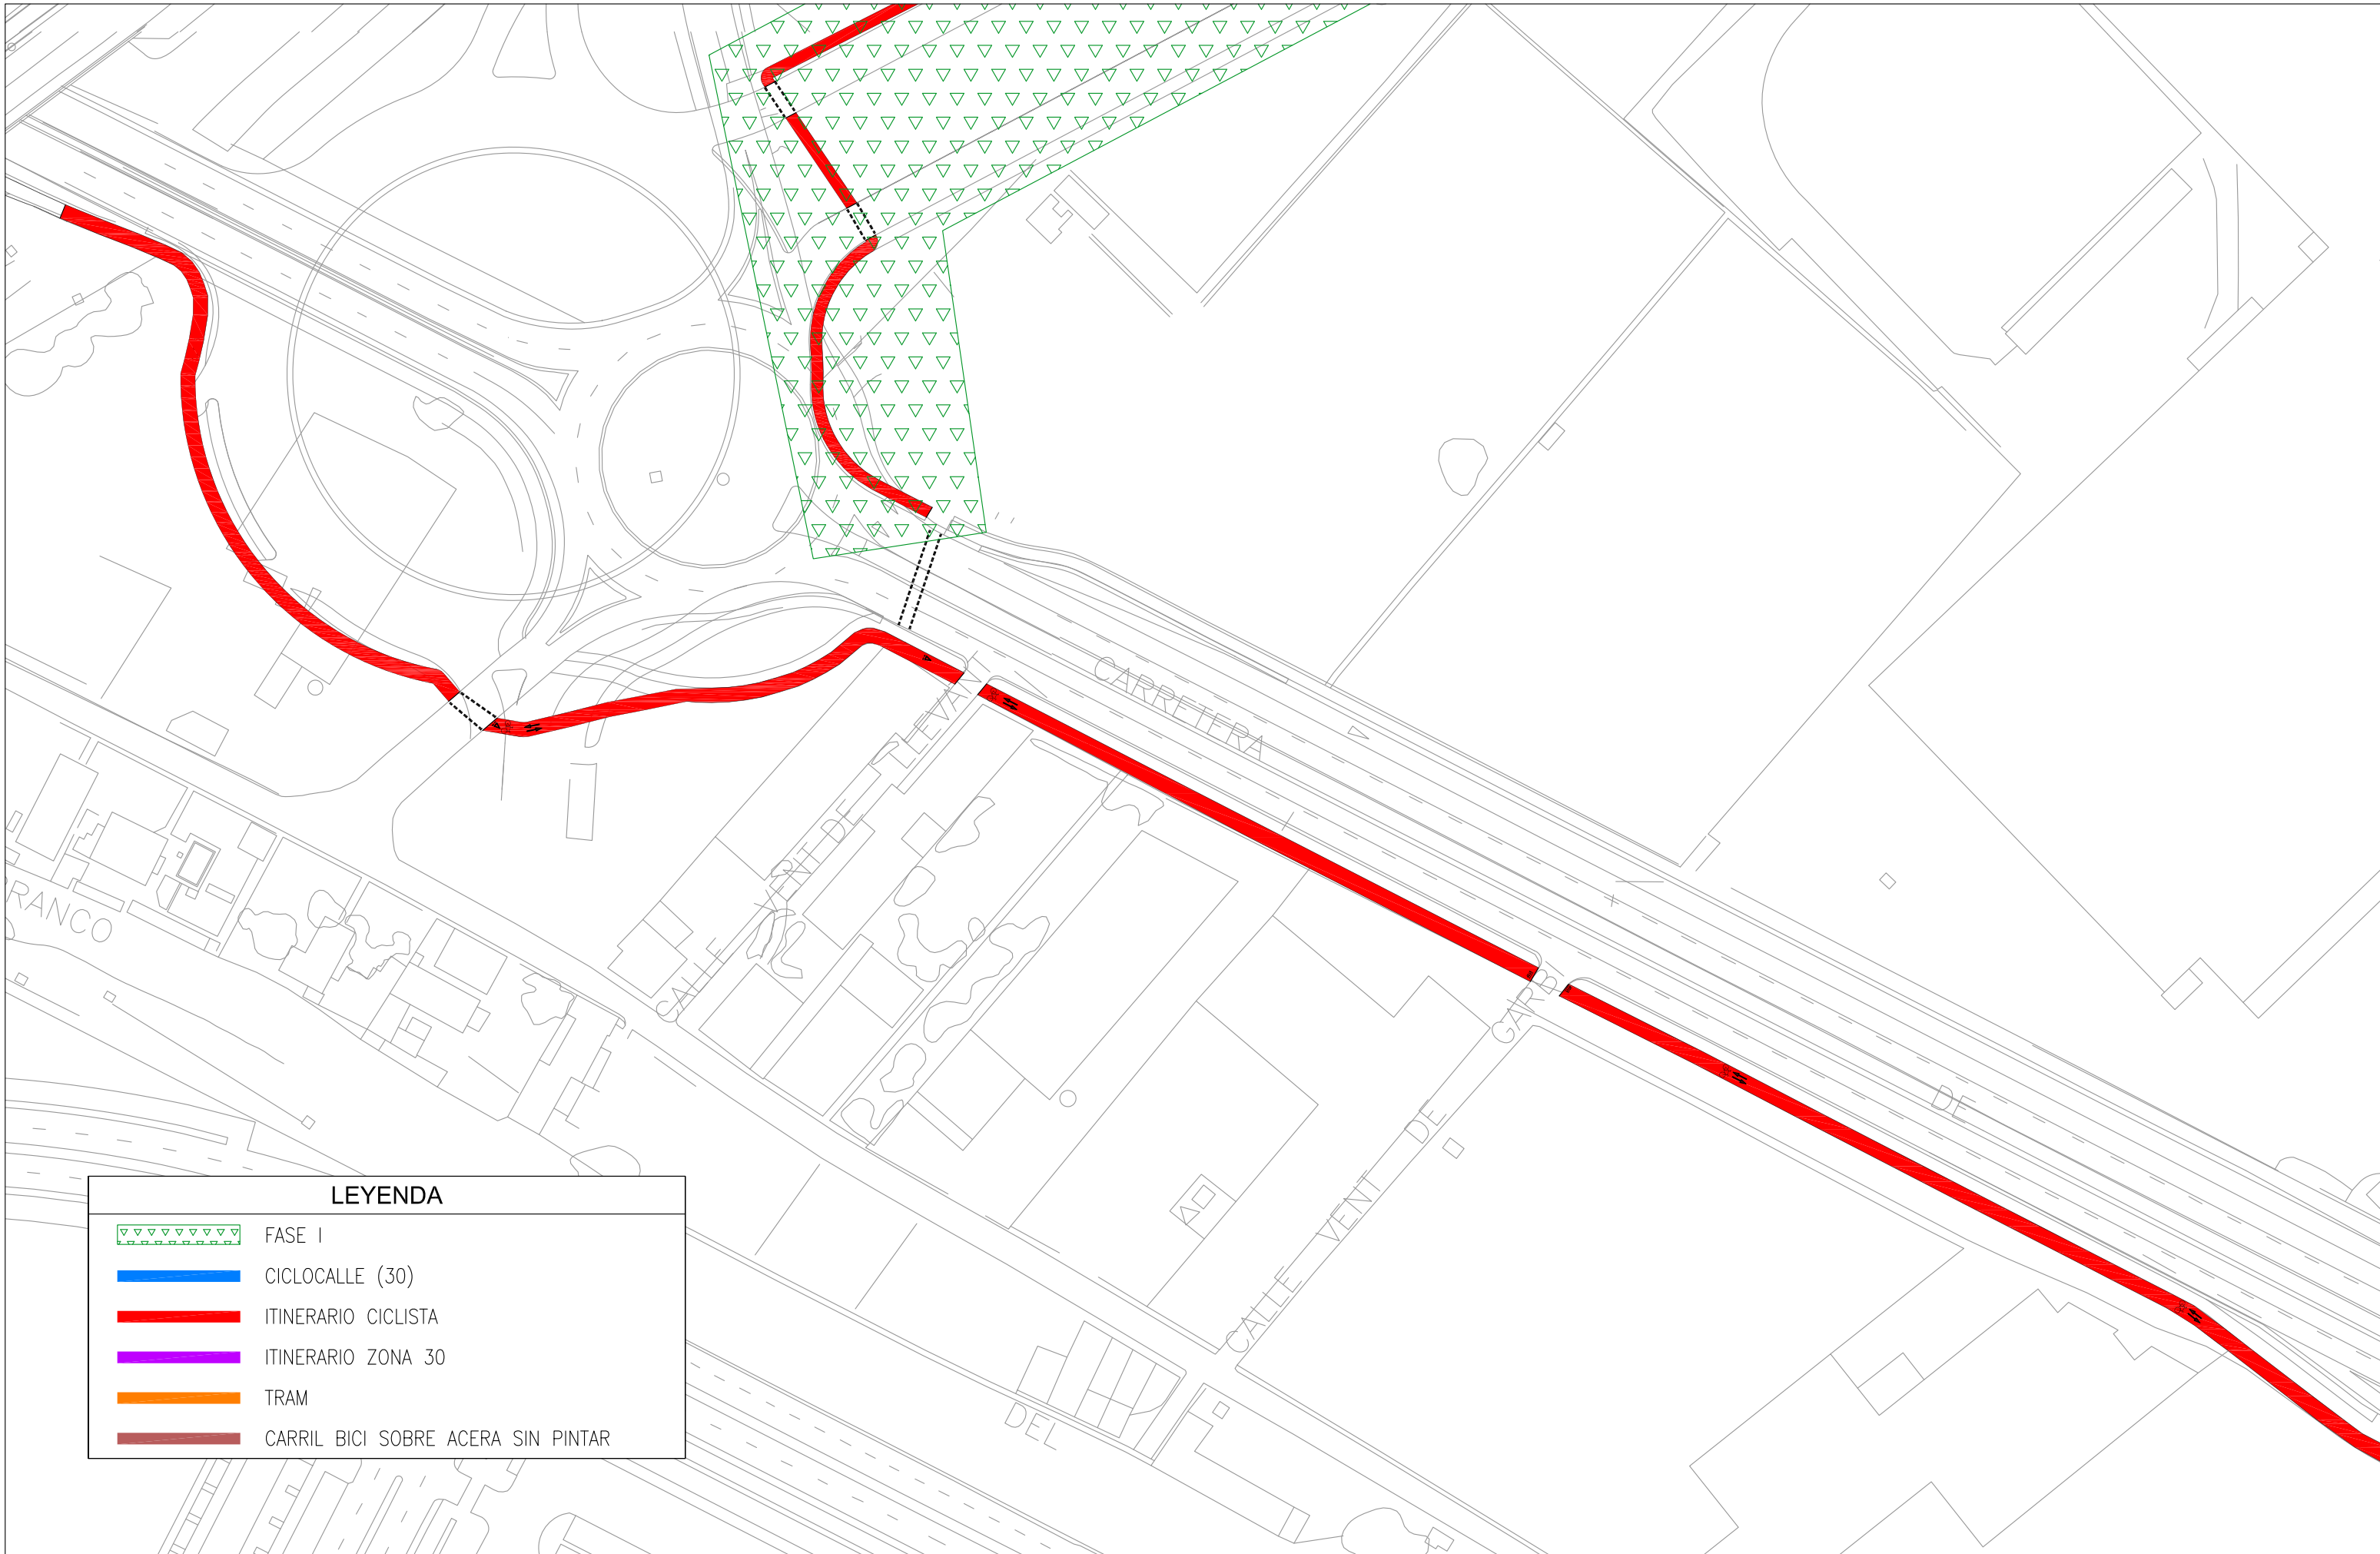 CARRETERA
DE
CALLE VENT DE LLEVANT
CALLE VENT DE GARBI
DEL
LEYENDA
FASE I
CICLOCALLE (30)
ITINERARIO CICLISTA
ITINERARIO ZONA 30
TRAM
CARRIL BICI SOBRE ACERA SIN PINTAR